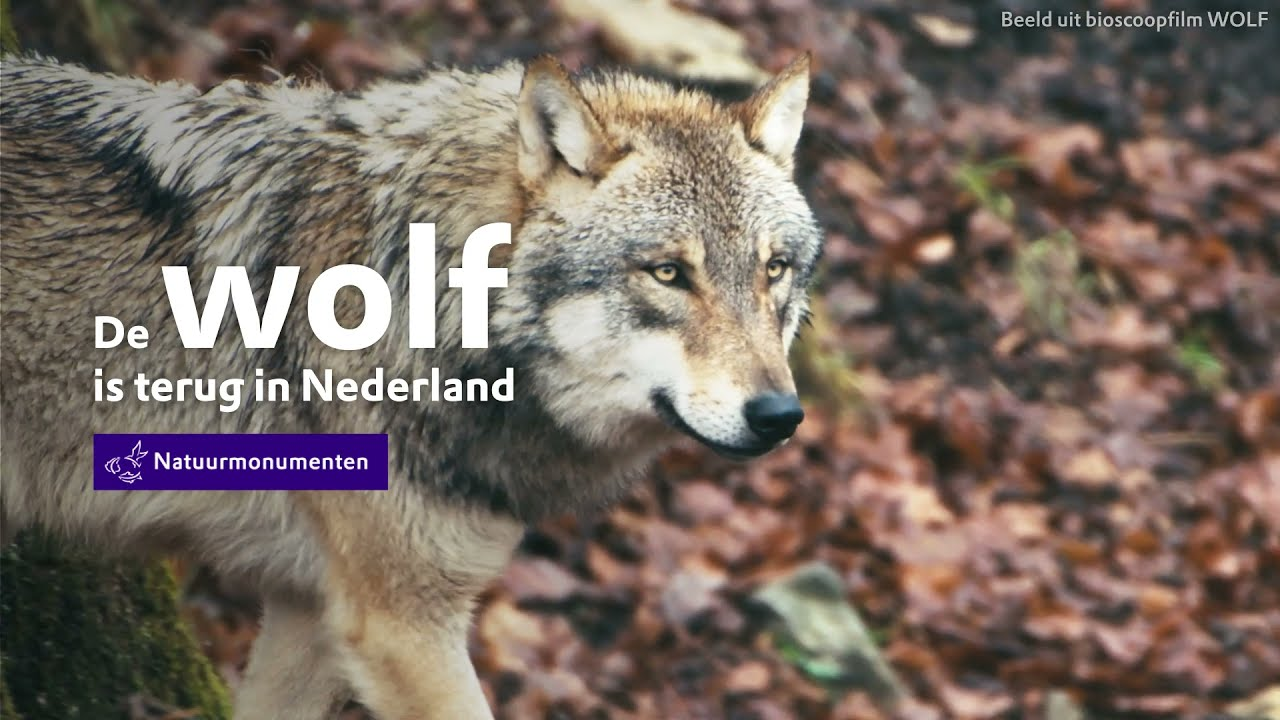 Beeld uit bioscoopfilm WOLF
De wolf
is terug in Nederland
Natuurmonumenten